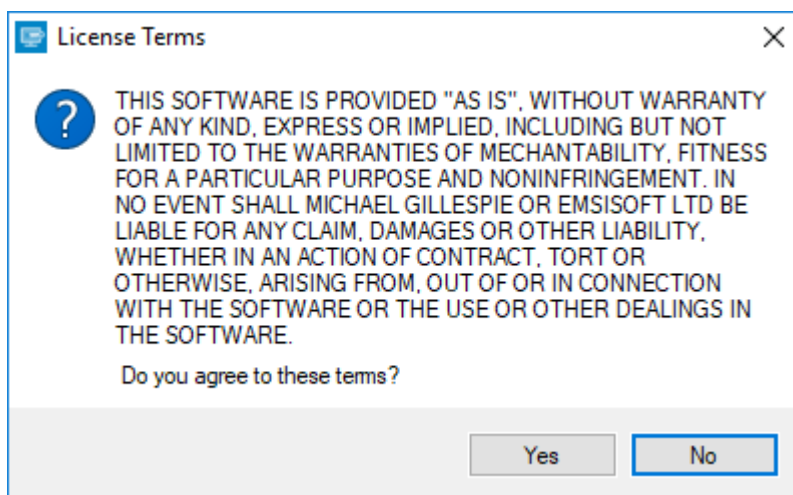 License Terms
THIS SOFTWARE IS PROVIDED "AS IS", WITHOUT WARRANTY
OF ANY KIND, EXPRESS OR IMPLIED, INCLUDING BUT NOT
LIMITED TO THE WARRANTIES OF MECHANTABILITY, FITNESS
FOR A PARTICULAR PURPOSE AND NONINFRINGEMENT. IN
NO EVENT SHALL MICHAEL GILLESPIE OR EMSISOFT LTD BE
LIABLE FOR ANY CLAIM, DAMAGES OR OTHER LIABILITY,
WHETHER IN AN ACTION OF CONTRACT, TORT OR
OTHERWISE, ARISING FROM, OUT OF OR IN CONNECTION
WITH THE SOFTWARE OR THE USE OR OTHER DEALINGS IN
THE SOFTWARE.
Do you agree to these terms?
Yes No